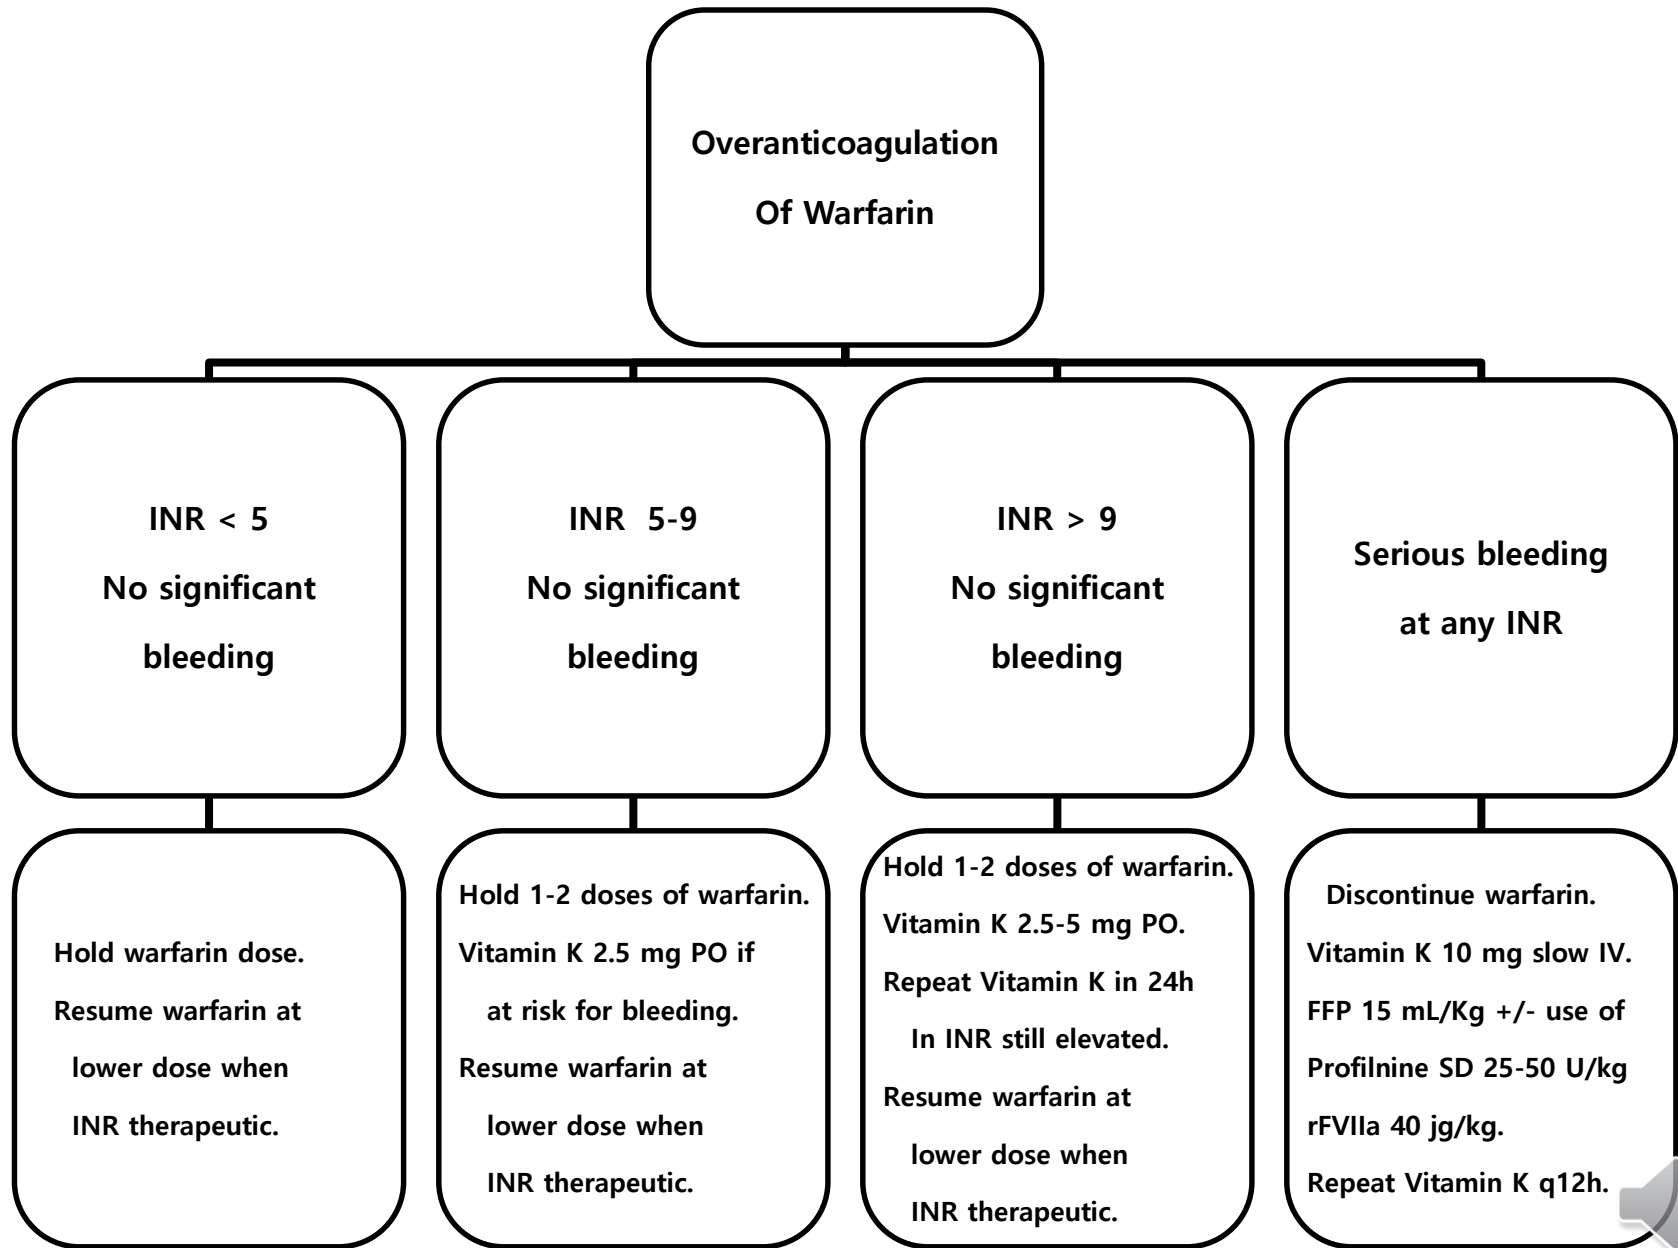 Overanticoagulation
Of Warfarin
INR < 5
No significant
bleeding
INR 5-9
No significant
bleeding
INR > 9
No significant
bleeding
Serious bleeding
at any INR
Hold warfarin dose.
Resume warfarin at
lower dose when
INR therapeutic.
Hold 1-2 doses of warfarin.
Vitamin K 2.5 mg PO if
at risk for bleeding.
Resume warfarin at
lower dose when
INR therapeutic.
Hold 1-2 doses of warfarin.
Vitamin K 2.5-5 mg PO.
Repeat Vitamin K in 24h
In INR still elevated.
Resume warfarin at
lower dose when
INR therapeutic.
Discontinue warfarin.
Vitamin K 10 mg slow IV.
FFP 15 mL/Kg +/- use of
Profilnine SD 25-50 U/kg
rFVIIa 40 jg/kg.
Repeat Vitamin K q12h.